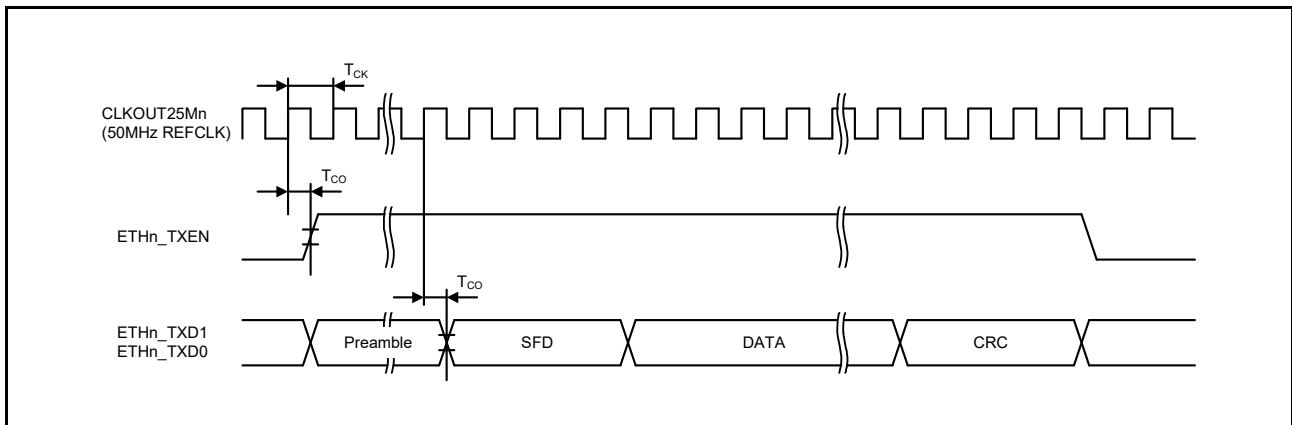 TCK
CLKOUT25Mn
(50MHz REFCLK)
TCO
ETHn_TXEN
TCO
ETHn_TXD1
ETHn_TXD0
Preamble
SFD
DATA
CRC